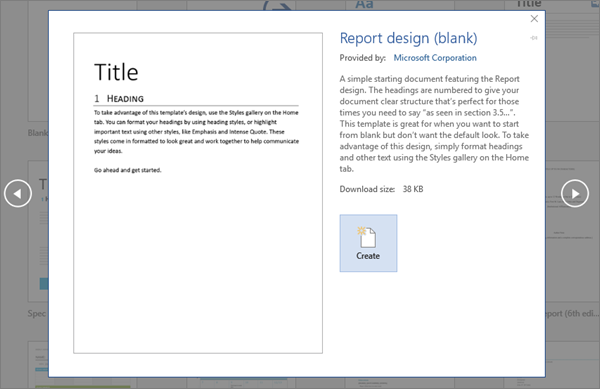 Aa
Title
Report design (blank)
Provided by: Microsoft Corporation
Title
1 HEADING
To take advantage of this template's design, use the Styles gallery on the Home
tab. You can format your headings by using heading styles, or highlight
important text using other styles, like Emphasis and Intense Quote. These
styles come in formatted to look great and work together to help communicate
your ideas.
Go ahead and get started.
A simple starting document featuring the Report
design. The headings are numbered to give your
document clear structure that's perfect for those
times you need to say "as seen in section 3.5...".
This template is great for when you want to start
from blank but don't want the default look. To take
advantage of this design, simply format headings
and other text using the Styles gallery on the Home
tab.
Download size: 38 KB
Create
Blank
Spec
eport (6th edi...